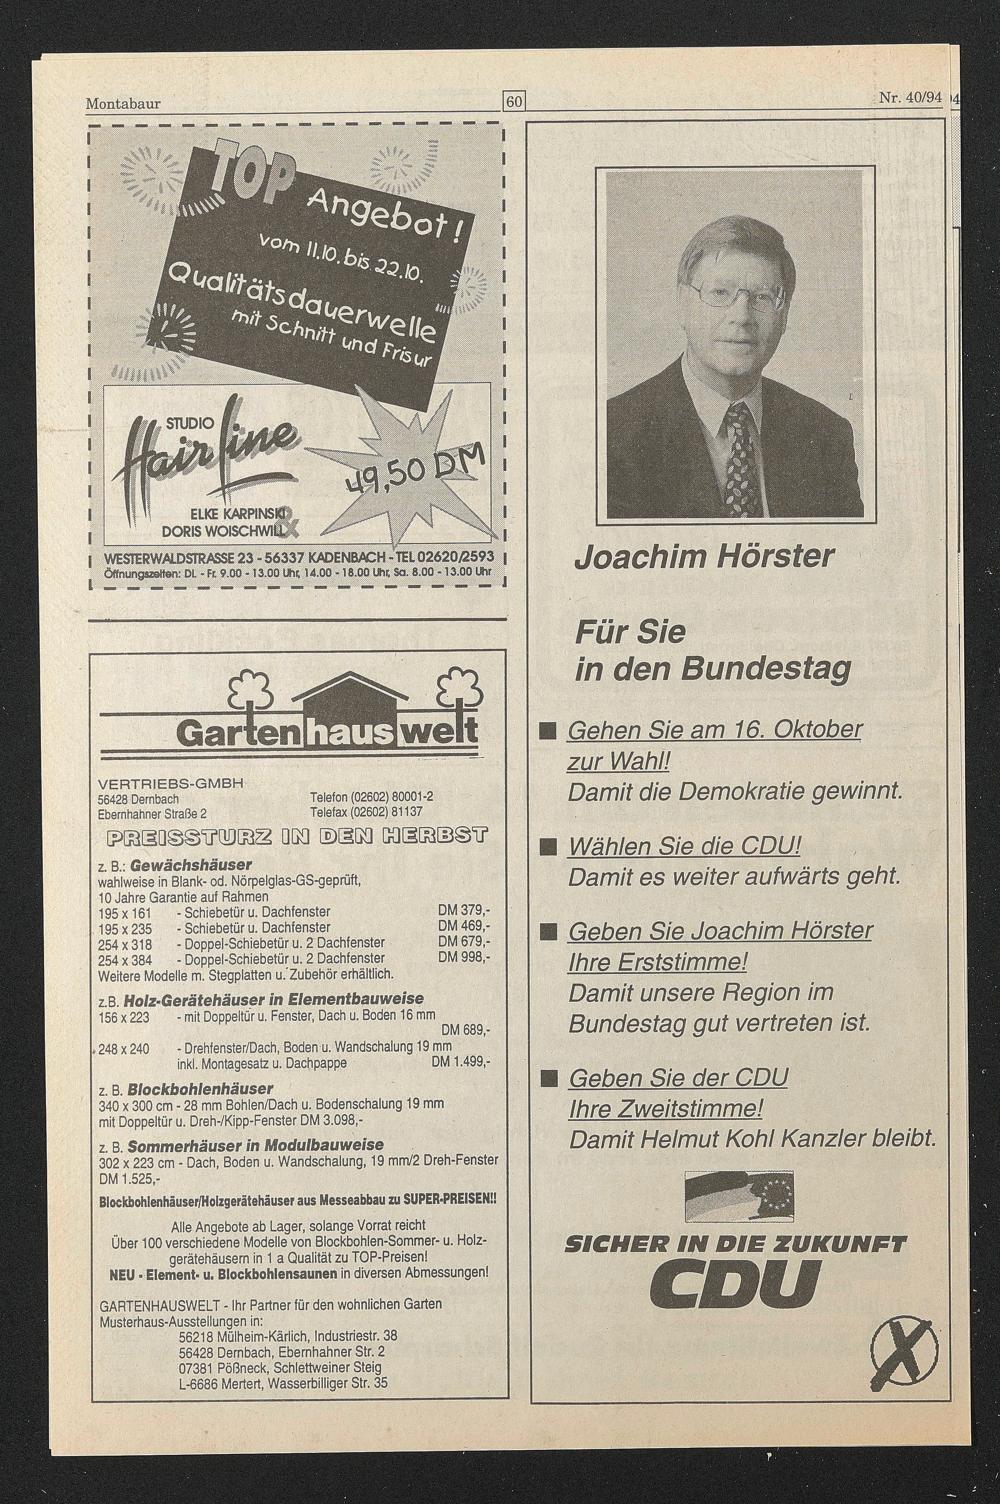 Montabaur
60
Nr. 40/94
TOP
Angebot!
vom 11.10. bis 22.10.
Qualitätsdauerwelle
mit Schnitt und Frisur
STUDIO
Hairline
49,50 DM
ELKE KARPINSKI
&
DORIS WOISCHWILL
WESTERWALDSTRASSE 23 - 56337 KADENBACH - TEL 02620/2593
Öffnungszeiten: Di. - Fr. 9.00 - 13.00 Uhr, 14.00 - 18.00 Uhr, Sa. 8.00 - 13.00 Uhr
Gartenhauswelt
VERTRIEBS-GMBH
56428 Dernbach Telefon (02602) 80001-2
Ebernhahner Straße 2 Telefax (02602) 81137
PREISSTURZ IN DEN HERBST
z. B.: Gewächshäuser
wahlweise in Blank- od. Nörpelglas-GS-geprüft,
10 Jahre Garantie auf Rahmen
195 x 161 - Schiebetür u. Dachfenster DM 379,-
195 x 235 - Schiebetür u. Dachfenster DM 469,-
254 x 318 - Doppel-Schiebetür u. 2 Dachfenster DM 679,-
254 x 384 - Doppel-Schiebetür u. 2 Dachfenster DM 998,-
Weitere Modelle m. Stegplatten u. Zubehör erhältlich.
z.B. Holz-Gerätehäuser in Elementbauweise
156 x 223 - mit Doppeltür u. Fenster, Dach u. Boden 16 mm
DM 689,-
248 x 240 - Drehfenster/Dach, Boden u. Wandschalung 19 mm
inkl. Montagesatz u. Dachpappe DM 1.499,-
z. B. Blockbohlenhäuser
340 x 300 cm - 28 mm Bohlen/Dach u. Bodenschalung 19 mm
mit Doppeltür u. Dreh-/Kipp-Fenster DM 3.098,-
z. B. Sommerhäuser in Modulbauweise
302 x 223 cm - Dach, Boden u. Wandschalung, 19 mm/2 Dreh-Fenster
DM 1.525,-
Blockbohlenhäuser/Holzgerätehäuser aus Messeabbau zu SUPER-PREISEN!!
Alle Angebote ab Lager, solange Vorrat reicht
Über 100 verschiedene Modelle von Blockbohlen-Sommer- u. Holz-
gerätehäusern in 1 a Qualität zu TOP-Preisen!
NEU - Element- u. Blockbohlensaunen in diversen Abmessungen!
GARTENHAUSWELT - Ihr Partner für den wohnlichen Garten
Musterhaus-Ausstellungen in:
56218 Mülheim-Kärlich, Industriestr. 38
56428 Dernbach, Ebernhahner Str. 2
07381 Pößneck, Schlettweiner Steig
L-6686 Mertert, Wasserbilliger Str. 35
Joachim Hörster
Für Sie
in den Bundestag
Gehen Sie am 16. Oktober
zur Wahl!
Damit die Demokratie gewinnt.
Wählen Sie die CDU!
Damit es weiter aufwärts geht.
Geben Sie Joachim Hörster
Ihre Erststimme!
Damit unsere Region im
Bundestag gut vertreten ist.
Geben Sie der CDU
Ihre Zweitstimme!
Damit Helmut Kohl Kanzler bleibt.
SICHER IN DIE ZUKUNFT
CDU